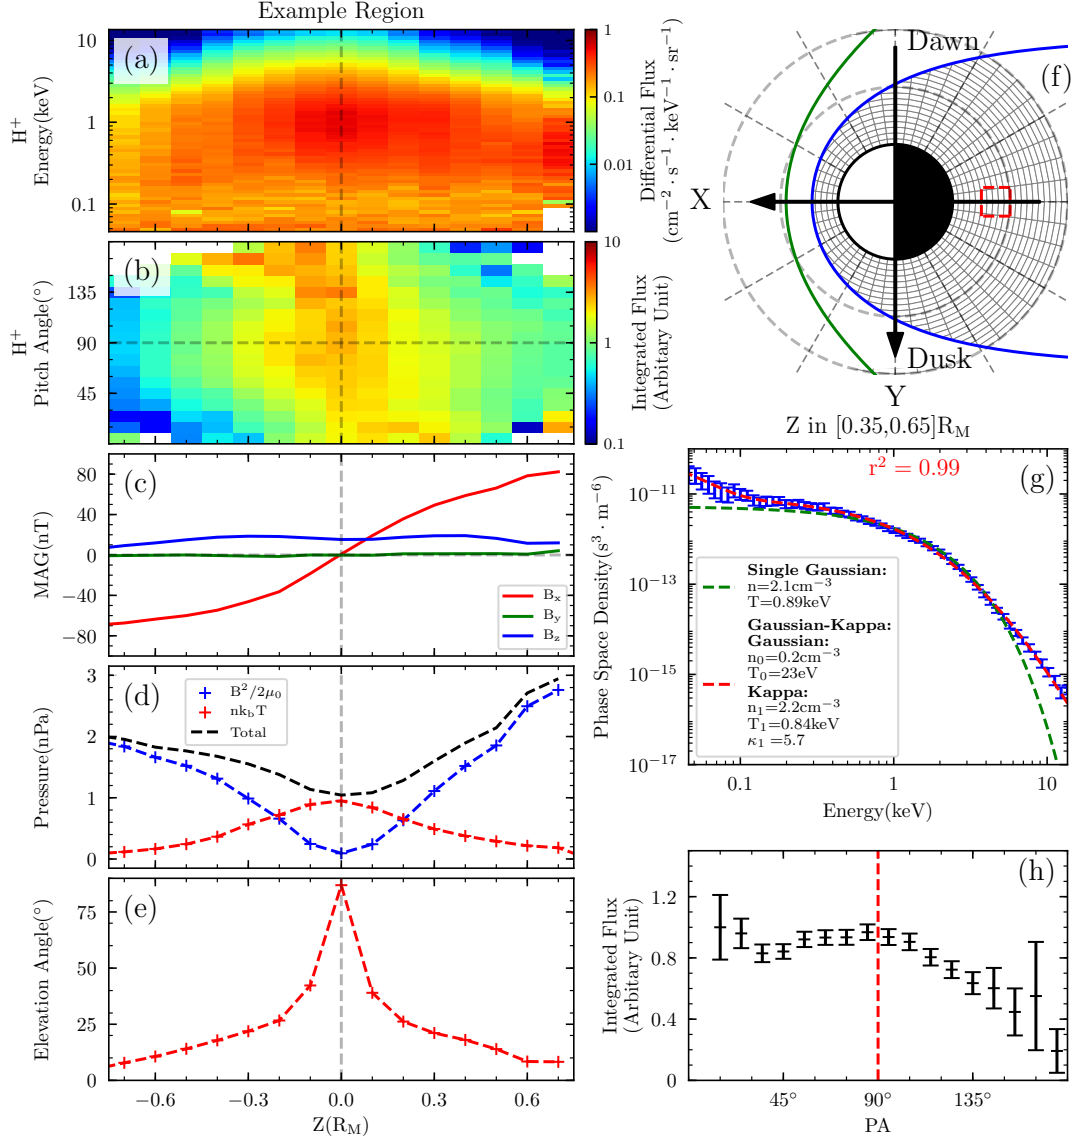 Example Region
(a)
H⁺
Energy(keV)
10
1
0.1
1
0.1
0.01
Differential Flux
(cm⁻² · s⁻¹ · keV⁻¹ · sr⁻¹)
(b)
H⁺
Pitch Angle(°)
135
90
45
10
1
0.1
Integrated Flux
(Arbitary Unit)
(c)
MAG(nT)
80
40
0
−40
−80
Bₓ
B_y
B_z
(d)
Pressure(nPa)
3
2
1
0
B²/2μ₀
nk_bT
Total
(e)
Elevation Angle(°)
75
50
25
0
−0.6
−0.3
0.0
0.3
0.6
Z(R_M)
(f)
Dawn
X
Dusk
Y
Z in [0.35,0.65]R_M
(g)
r² = 0.99
Phase Space Density(s³ · m⁻⁶)
10⁻¹¹
10⁻¹³
10⁻¹⁵
10⁻¹⁷
Single Gaussian:
n=2.1cm⁻³
T=0.89keV
Gaussian-Kappa:
Gaussian:
n₀=0.2cm⁻³
T₀=23eV
Kappa:
n₁=2.2cm⁻³
T₁=0.84keV
κ₁ =5.7
0.1
1
10
Energy(keV)
(h)
Integrated Flux
(Arbitary Unit)
1.2
0.8
0.4
0
45°
90°
135°
PA